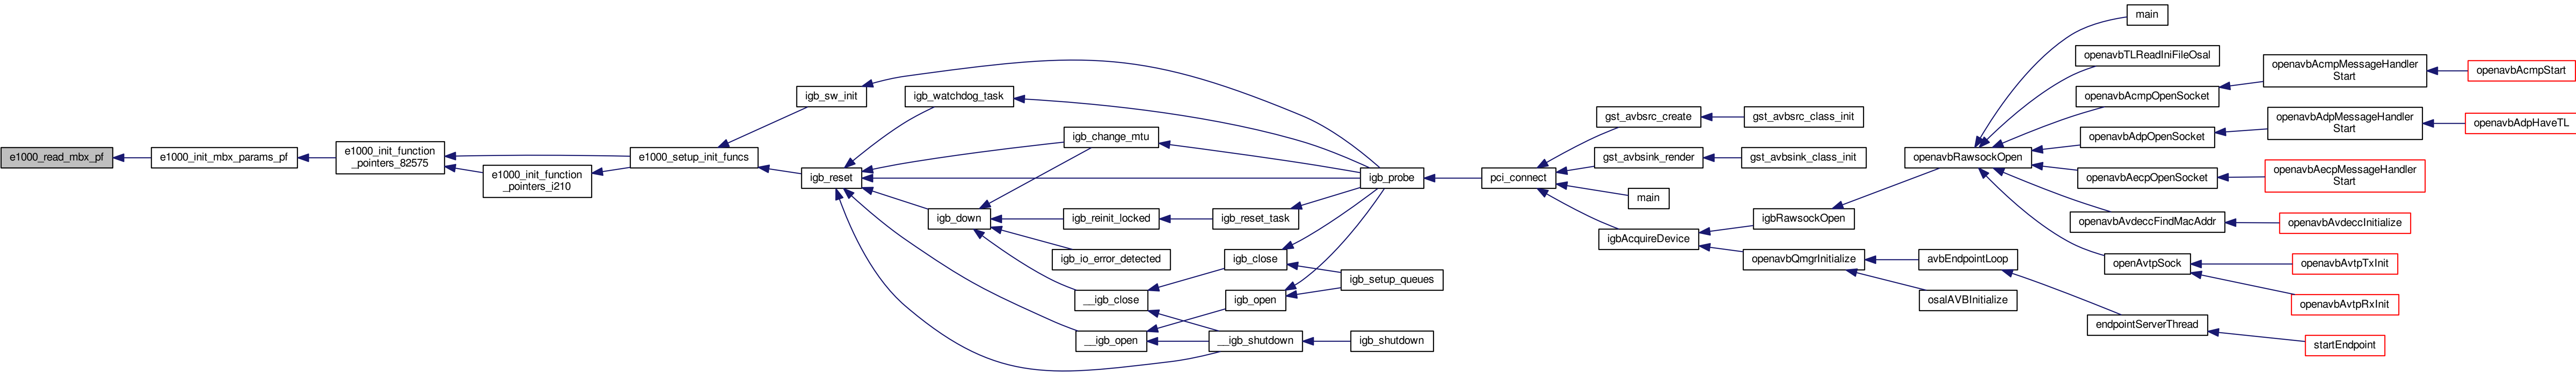 e1000_read_mbx_pf
e1000_init_mbx_params_pf
e1000_init_function
_pointers_82575
e1000_init_function
_pointers_i210
e1000_setup_init_funcs
igb_sw_init
igb_reset
igb_watchdog_task
igb_change_mtu
igb_down
igb_reinit_locked
igb_reset_task
igb_io_error_detected
igb_close
__igb_close
igb_open
__igb_open
igb_setup_queues
__igb_shutdown
igb_shutdown
igb_probe
pci_connect
gst_avbsrc_create
gst_avbsrc_class_init
gst_avbsink_render
gst_avbsink_class_init
main
igbAcquireDevice
igbRawsockOpen
openavbQmgrInitialize
avbEndpointLoop
osalAVBInitialize
endpointServerThread
startEndpoint
openavbRawsockOpen
main
openavbTLReadIniFileOsal
openavbAcmpOpenSocket
openavbAcmpMessageHandler
Start
openavbAcmpStart
openavbAdpOpenSocket
openavbAdpMessageHandler
Start
openavbAdpHaveTL
openavbAecpOpenSocket
openavbAecpMessageHandler
Start
openavbAvdeccFindMacAddr
openavbAvdeccInitialize
openAvtpSock
openavbAvtpTxInit
openavbAvtpRxInit